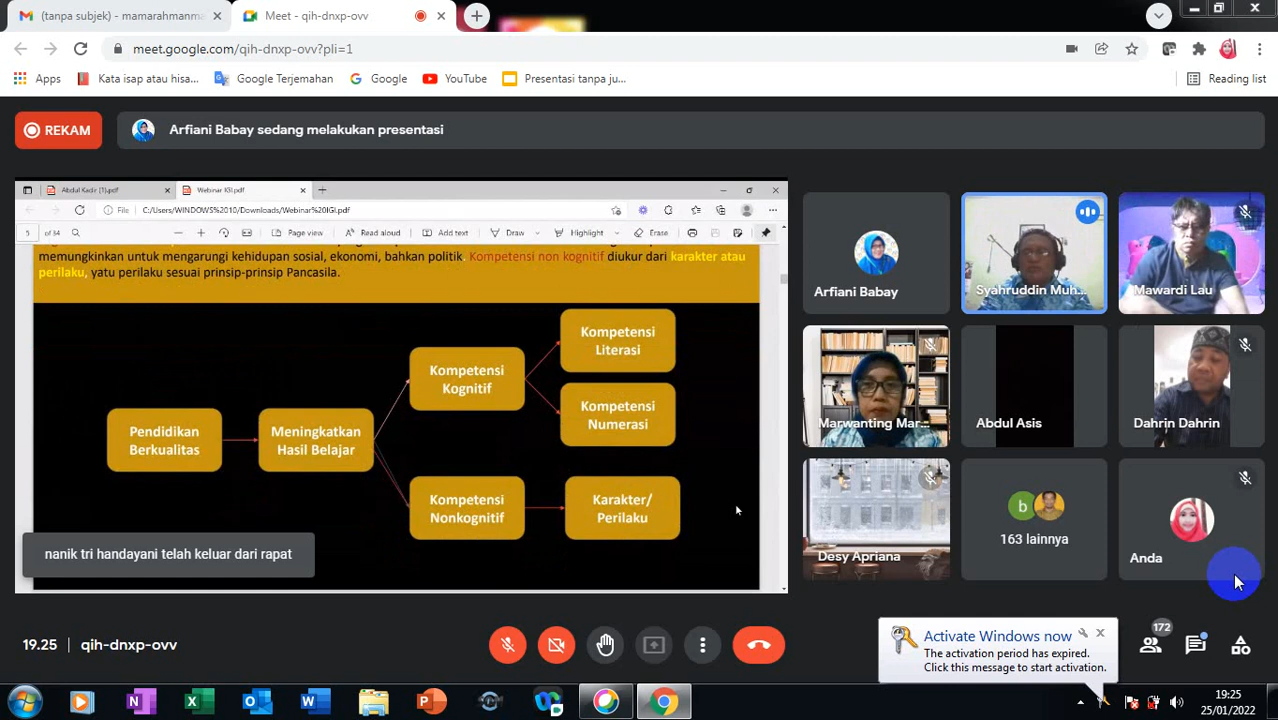 (tanpa subjek) - mamarahmanma
Meet - qih-dnxp-ovv
meet.google.com/qih-dnxp-ovv?pli=1
Apps
Kata isap atau hisa...
Google Terjemahan
Google
YouTube
Presentasi tanpa ju...
Reading list
REKAM
Arfiani Babay sedang melakukan presentasi
Abdul Kadir (1).pdf
Webinar IGI.pdf
File
C:/Users/WINDOWS%2010/Downloads/Webinar%20IGI.pdf
5
of 34
Page view
Read aloud
Add text
Draw
Highlight
Erase
memungkinkan untuk mengarungi kehidupan sosial, ekonomi, bahkan politik. Kompetensi non kognitif diukur dari karakter atau
perilaku, yatu perilaku sesuai prinsip-prinsip Pancasila.
Pendidikan
Berkualitas
Meningkatkan
Hasil Belajar
Kompetensi
Kognitif
Kompetensi
Literasi
Kompetensi
Numerasi
Kompetensi
Nonkognitif
Karakter/
Perilaku
nanik tri handayani telah keluar dari rapat
Arfiani Babay
Syahruddin Muh...
Mawardi Lau
Marwanting Mar...
Abdul Asis
Dahrin Dahrin
Desy Apriana
b
163 lainnya
Anda
19.25
qih-dnxp-ovv
172
Activate Windows now
The activation period has expired.
Click this message to start activation.
19:25
25/01/2022